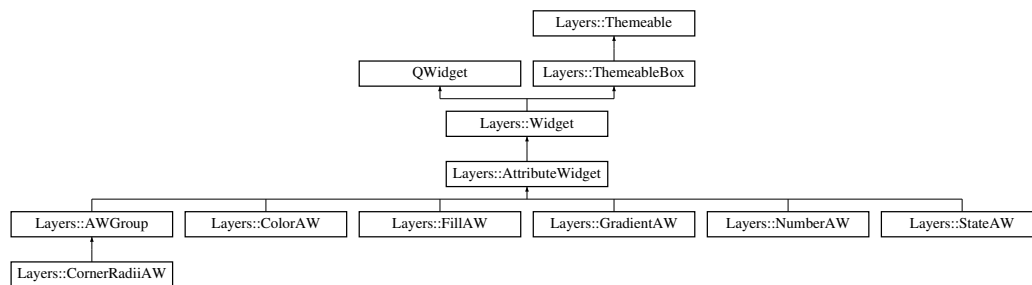 Layers::Themeable
QWidget
Layers::ThemeableBox
Layers::Widget
Layers::AttributeWidget
Layers::AWGroup
Layers::ColorAW
Layers::FillAW
Layers::GradientAW
Layers::NumberAW
Layers::StateAW
Layers::CornerRadiiAW